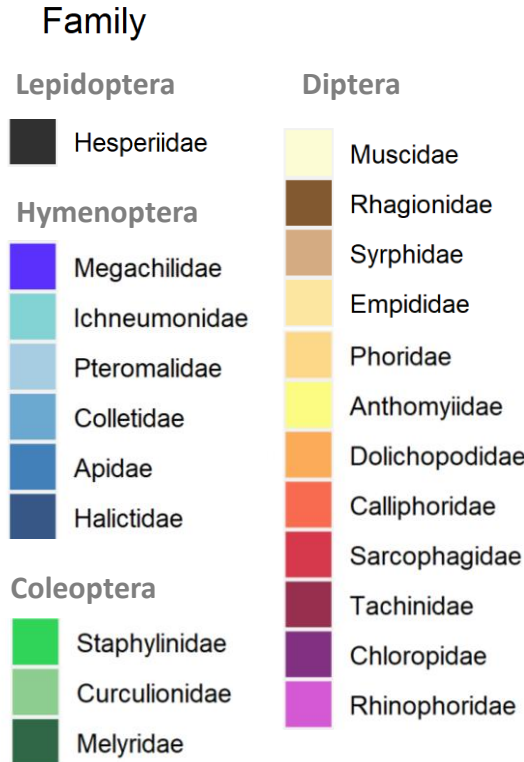 Family
Lepidoptera
Hesperiidae
Hymenoptera
Megachilidae
Ichneumonidae
Pteromalidae
Colletidae
Apidae
Halictidae
Coleoptera
Staphylinidae
Curculionidae
Melyridae
Diptera
Muscidae
Rhagionidae
Syrphidae
Empididae
Phoridae
Anthomyiidae
Dolichopodidae
Calliphoridae
Sarcophagidae
Tachinidae
Chloropidae
Rhinophoridae